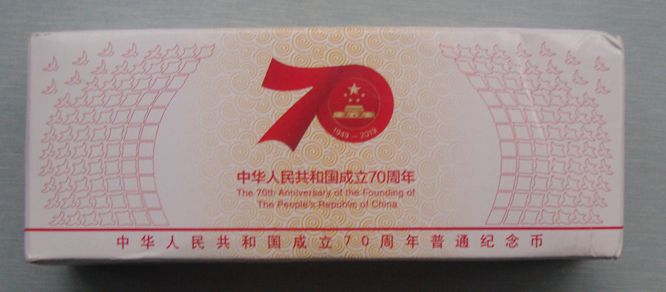 70
1949-2019
中华人民共和国成立70周年
The 70th Anniversary of the Founding of
The People's Republic of China
中华人民共和国成立70周年普通纪念币